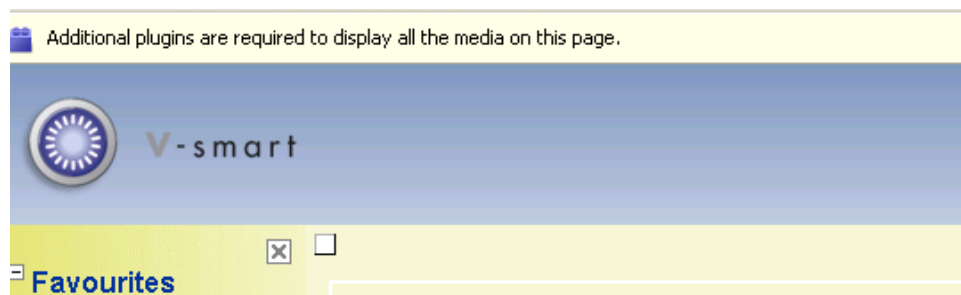 Additional plugins are required to display all the media on this page.
V-smart
Favourites